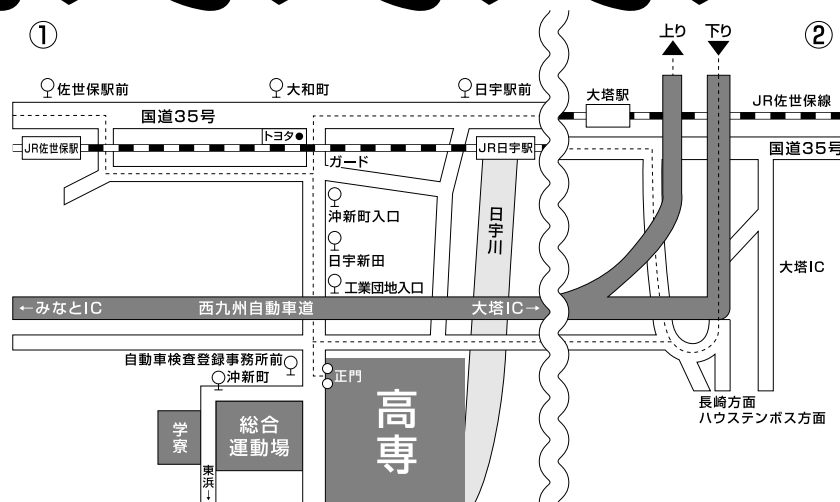 ①
上り
下り
②
佐世保駅前
大和町
日宇駅前
大塔駅
JR佐世保線
国道35号
トヨタ
JR佐世保駅
JR日宇駅
国道35号
ガード
沖新町入口
日宇川
日宇新田
大塔IC
工業団地入口
←みなとIC
西九州自動車道
大塔IC→
自動車検査登録事務所前
沖新町
正門
学寮
総合
運動場
高専
長崎方面
ハウステンボス方面
東浜→